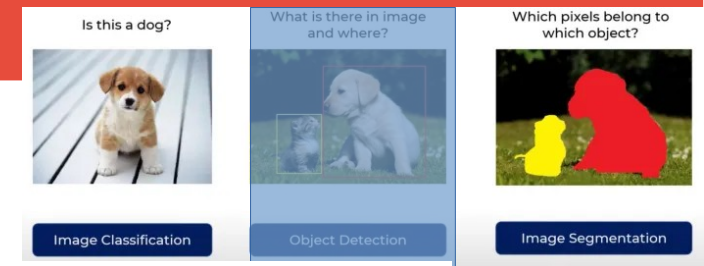 Is this a dog?
What is there in image
and where?
Which pixels belong to
which object?
Image Classification
Object Detection
Image Segmentation